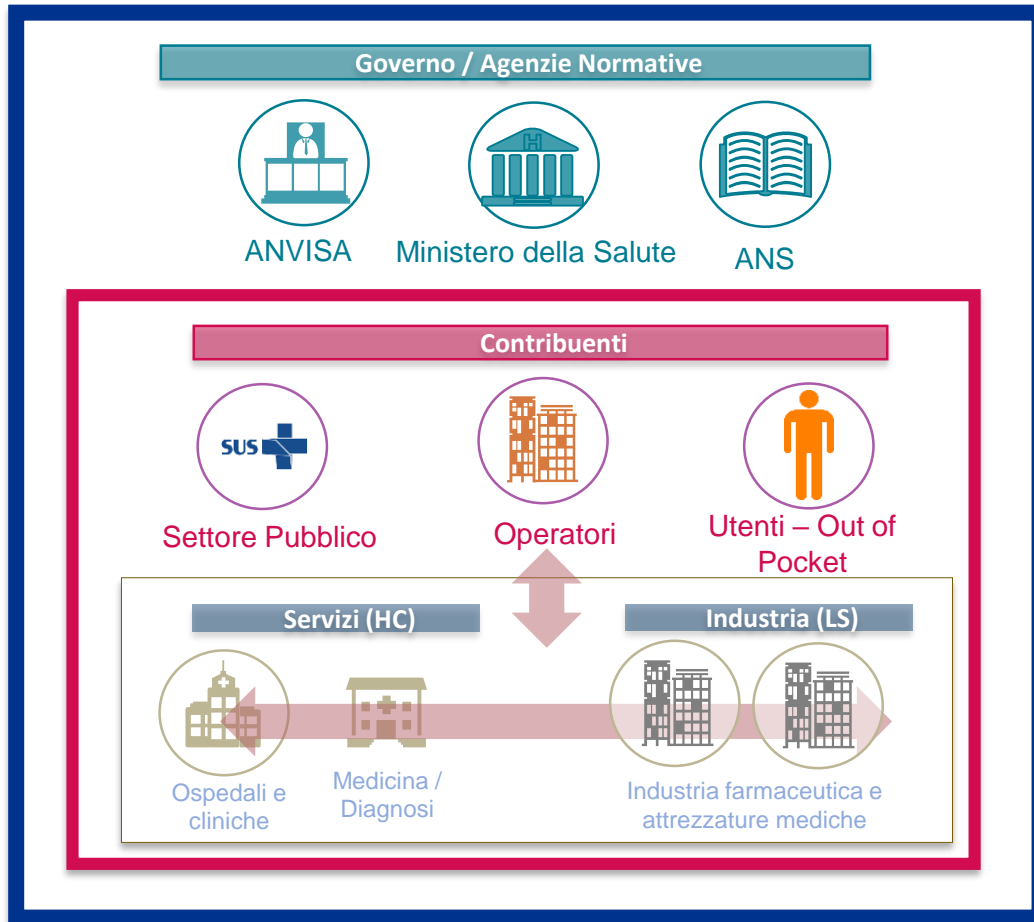 Governo / Agenzie Normative
H
ANVISA
Ministero della Salute
ANS
Contribuenti
SUS
Settore Pubblico
Operatori
Utenti – Out of
Pocket
Servizi (HC)
Industria (LS)
Ospedali e
cliniche
Medicina /
Diagnosi
Industria farmaceutica e
attrezzature mediche